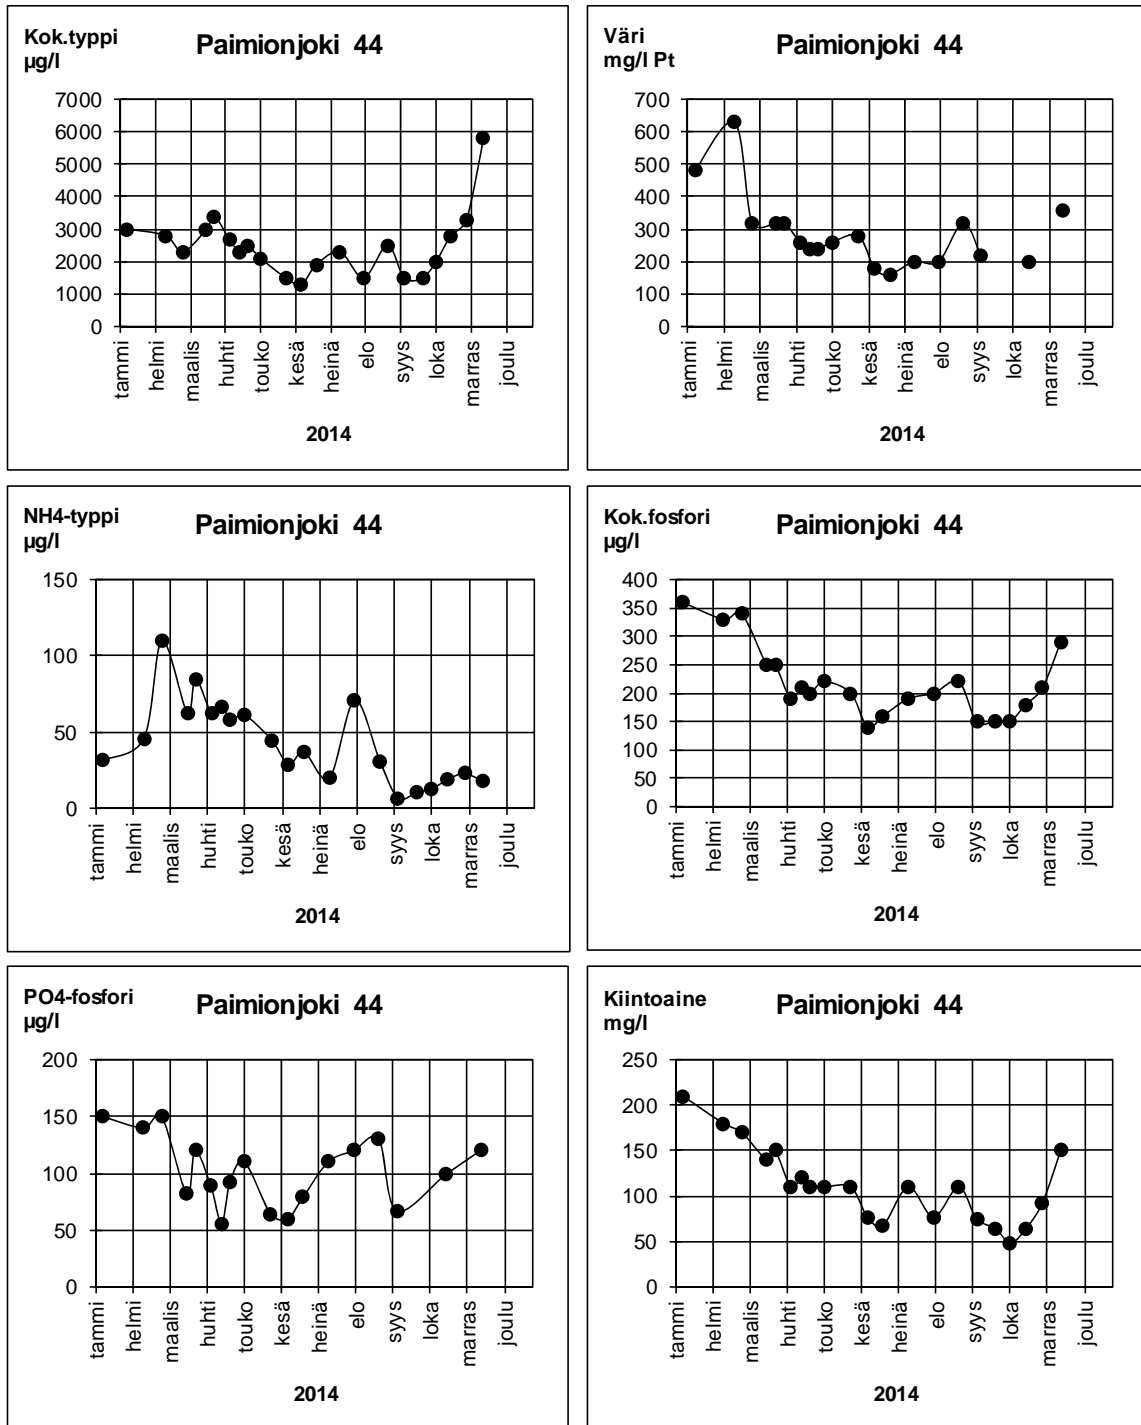 Kok.typpi
µg/l
Paimionjoki 44
7000
6000
5000
4000
3000
2000
1000
0
tammi
helmi
maalis
huhti
touko
kesä
heinä
elo
syys
loka
marras
joulu
2014
Väri
mg/l Pt
Paimionjoki 44
700
600
500
400
300
200
100
0
tammi
helmi
maalis
huhti
touko
kesä
heinä
elo
syys
loka
marras
joulu
2014
NH4-typpi
µg/l
Paimionjoki 44
150
100
50
0
tammi
helmi
maalis
huhti
touko
kesä
heinä
elo
syys
loka
marras
joulu
2014
Kok.fosfori
µg/l
Paimionjoki 44
400
350
300
250
200
150
100
50
0
tammi
helmi
maalis
huhti
touko
kesä
heinä
elo
syys
loka
marras
joulu
2014
PO4-fosfori
µg/l
Paimionjoki 44
200
150
100
50
0
tammi
helmi
maalis
huhti
touko
kesä
heinä
elo
syys
loka
marras
joulu
2014
Kiintoaine
mg/l
Paimionjoki 44
250
200
150
100
50
0
tammi
helmi
maalis
huhti
touko
kesä
heinä
elo
syys
loka
marras
joulu
2014